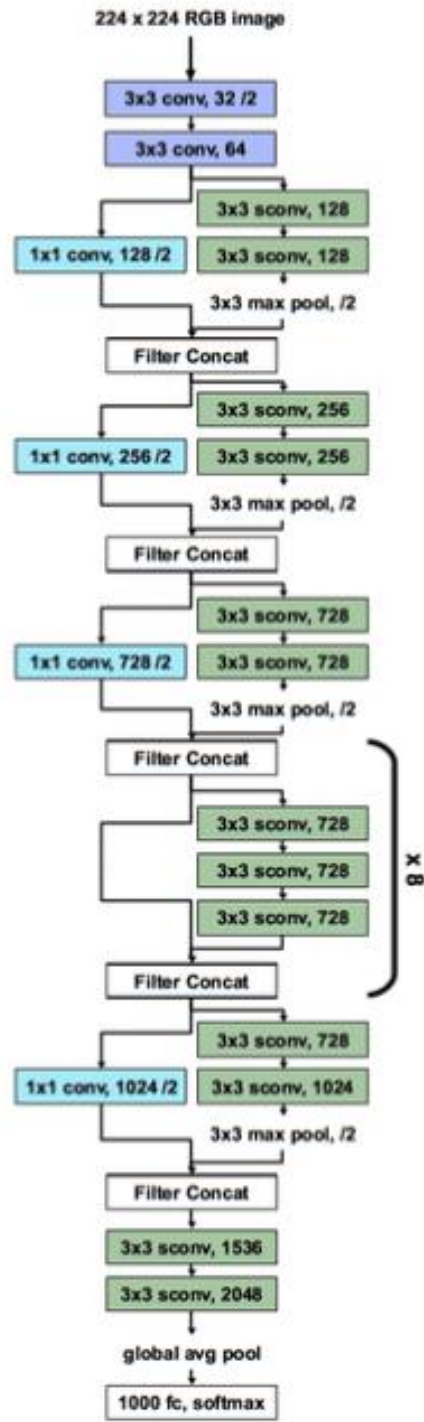 224 x 224 RGB image
3x3 conv, 32 /2
3x3 conv, 64
3x3 sconv, 128
1x1 conv, 128 /2
3x3 sconv, 128
3x3 max pool, /2
Filter Concat
3x3 sconv, 256
1x1 conv, 256 /2
3x3 sconv, 256
3x3 max pool, /2
Filter Concat
3x3 sconv, 728
1x1 conv, 728 /2
3x3 sconv, 728
3x3 max pool, /2
Filter Concat
3x3 sconv, 728
3x3 sconv, 728
x 8
3x3 sconv, 728
Filter Concat
3x3 sconv, 728
1x1 conv, 1024 /2
3x3 sconv, 1024
3x3 max pool, /2
Filter Concat
3x3 sconv, 1536
3x3 sconv, 2048
global avg pool
1000 fc, softmax